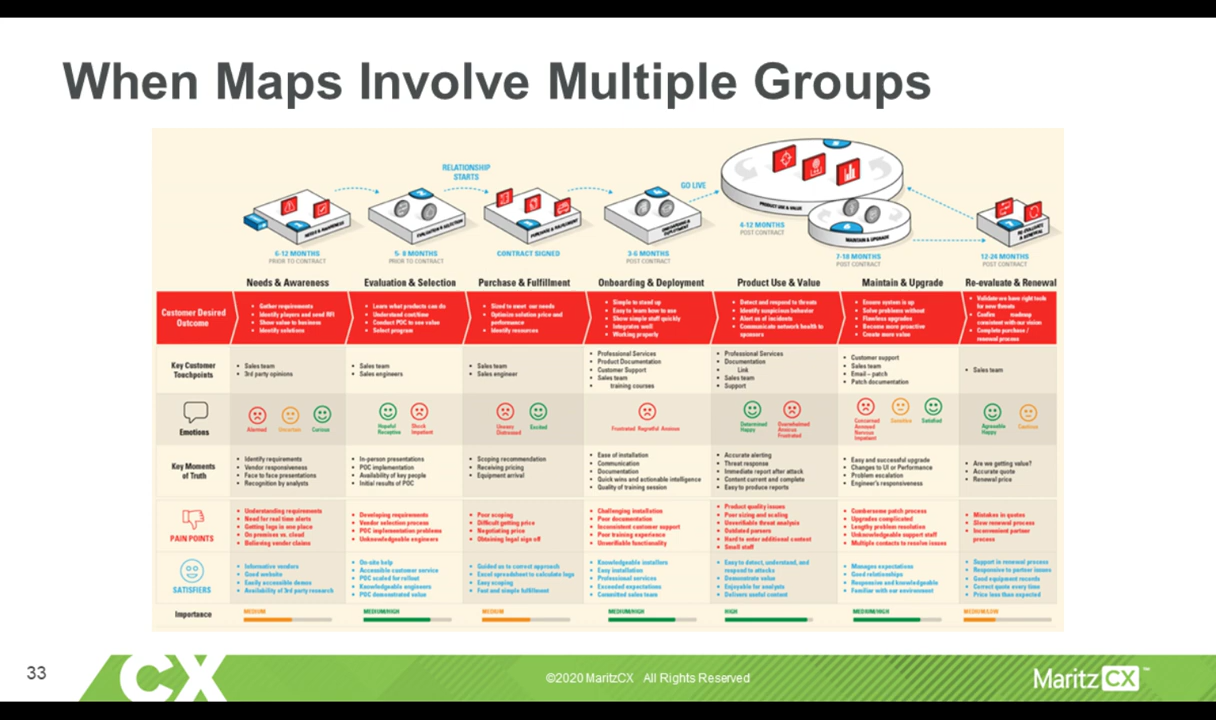 When Maps Involve Multiple Groups
RELATIONSHIP
STARTS
GO LIVE
NEEDS & AWARENESS
EVALUATION & SELECTION
PURCHASE & FULFILLMENT
PRODUCT USE & VALUE
MAINTAIN & UPGRADE
6-12 MONTHS
PRIOR TO CONTRACT
5- 8 MONTHS
PRIOR TO CONTRACT
CONTRACT SIGNED
3-6 MONTHS
POST CONTRACT
6-12 MONTHS
POST CONTRACT
7-18 MONTHS
POST CONTRACT
12-24 MONTHS
POST CONTRACT
Needs & Awareness
Evaluation & Selection
Purchase & Fulfillment
Onboarding & Deployment
Product Use & Value
Maintain & Upgrade
Re-evaluate & Renewal
Customer Desired
Outcome
• Gather requirements
• Identify players and send RFI
• Show value to business
• Identify solutions
• Learn what products can do
• Understand cost/time
• Conduct POC to see value
• Select program
• Sized to meet our needs
• Optimize solution price and
performance
• Identify resources
• Simple to stand up
• Easy to learn how to use
• Show simple stuff quickly
• Integrates well
• Working properly
• Detect and respond to threats
• Identify suspicious behavior
• Alert us of incidents
• Communicate network health to
sponsors
• Ensure system is up
• Solve problems without
• Flawless upgrades
• Become more proactive
• Create more value
• Validate we have right tools
for new threats
• Confirm roadmap
consistent with our vision
• Complete purchase /
renewal process
Key Customer
Touchpoints
• Sales team
• 3rd party opinions
• Sales team
• Sales engineers
• Sales team
• Sales engineer
• Professional Services
• Product Documentation
• Customer Support
• Sales team
• training courses
• Professional Services
• Documentation
• Link
• Sales team
• Support
• Customer support
• Sales team
• Email – patch
• Patch documentation
• Sales team
Emotions
Alarmed
Uncertain
Curious
Hopeful
Receptive
Shock
Impatient
Uneasy
Distressed
Excited
Frustrated Regretful Anxious
Determined
Happy
Overwhelmed
Anxious
Frustrated
Concerned
Annoyed
Nervous
Impatient
Satisfied
Agreeable
Happy
Cautious
Key Moments
of Truth
• Identify requirements
• Vendor responsiveness
• Face to face presentations
• Recognition by analysts
• In-person presentations
• POC implementation
• Availability of key people
• Initial results of POC
• Scoping recommendation
• Receiving pricing
• Equipment arrival
• Ease of installation
• Communication
• Documentation
• Quick wins and actionable intelligence
• Quality of training session
• Accurate alerting
• Threat response
• Immediate report after attack
• Content current and complete
• Easy to produce reports
• Easy and successful upgrade
• Changes to UI or Performance
• Problem escalation
• Engineer's responsiveness
• Are we getting value?
• Accurate quote
• Renewal price
PAIN POINTS
• Understanding requirements
• Need for real time alerts
• Getting logs in one place
• On premises vs. cloud
• Believing vendor claims
• Developing requirements
• Vendor selection process
• POC implementation problems
• Unknowledgeable engineers
• Poor scoping
• Difficult getting price
• Negotiating price
• Obtaining legal sign off
• Challenging installation
• Poor documentation
• Inconsistent customer support
• Poor training experience
• Unverifiable functionality
• Product quality issues
• Poor sizing and scaling
• Unverifiable threat analysis
• Outdated parsers
• Hard to enter additional context
• Small staff
• Cumbersome patch process
• Upgrades complicated
• Lengthy problem resolution
• Unknowledgeable support staff
• Multiple contacts to resolve issues
• Mistakes in quotes
• Slow renewal process
• Inconvenient partner
process
SATISFIERS
• Informative vendors
• Good website
• Easily accessible demos
• Availability of 3rd party research
• On-site help
• Accessible customer service
• POC scaled for rollout
• Knowledgeable engineers
• POC demonstrated value
• Guided us to correct approach
• Excel spreadsheet to calculate logs
• Easy scoping
• Fast and simple fulfillment
• Knowledgeable installers
• Easy installation
• Professional services
• Exceeded expectations
• Committed sales team
• Easy to detect, understand, and
respond to attacks
• Demonstrate value
• Enjoyable for analysts
• Delivers useful content
• Manages expectations
• Good relationships
• Responsive and knowledgeable
• Familiar with our environment
• Support in renewal process
• Responsive to partner issues
• Good equipment records
• Correct quote every time
• Price less than expected
Importance
MEDIUM
MEDIUM/HIGH
MEDIUM
MEDIUM/HIGH
HIGH
MEDIUM/HIGH
MEDIUM/LOW
33
CX
©2020 MaritzCX All Rights Reserved
MaritzCX™